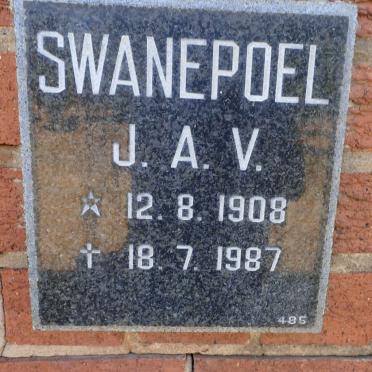 SWANEPOEL
J. A. V.
☆ 12. 8. 1908
✝ 18. 7. 1987
485